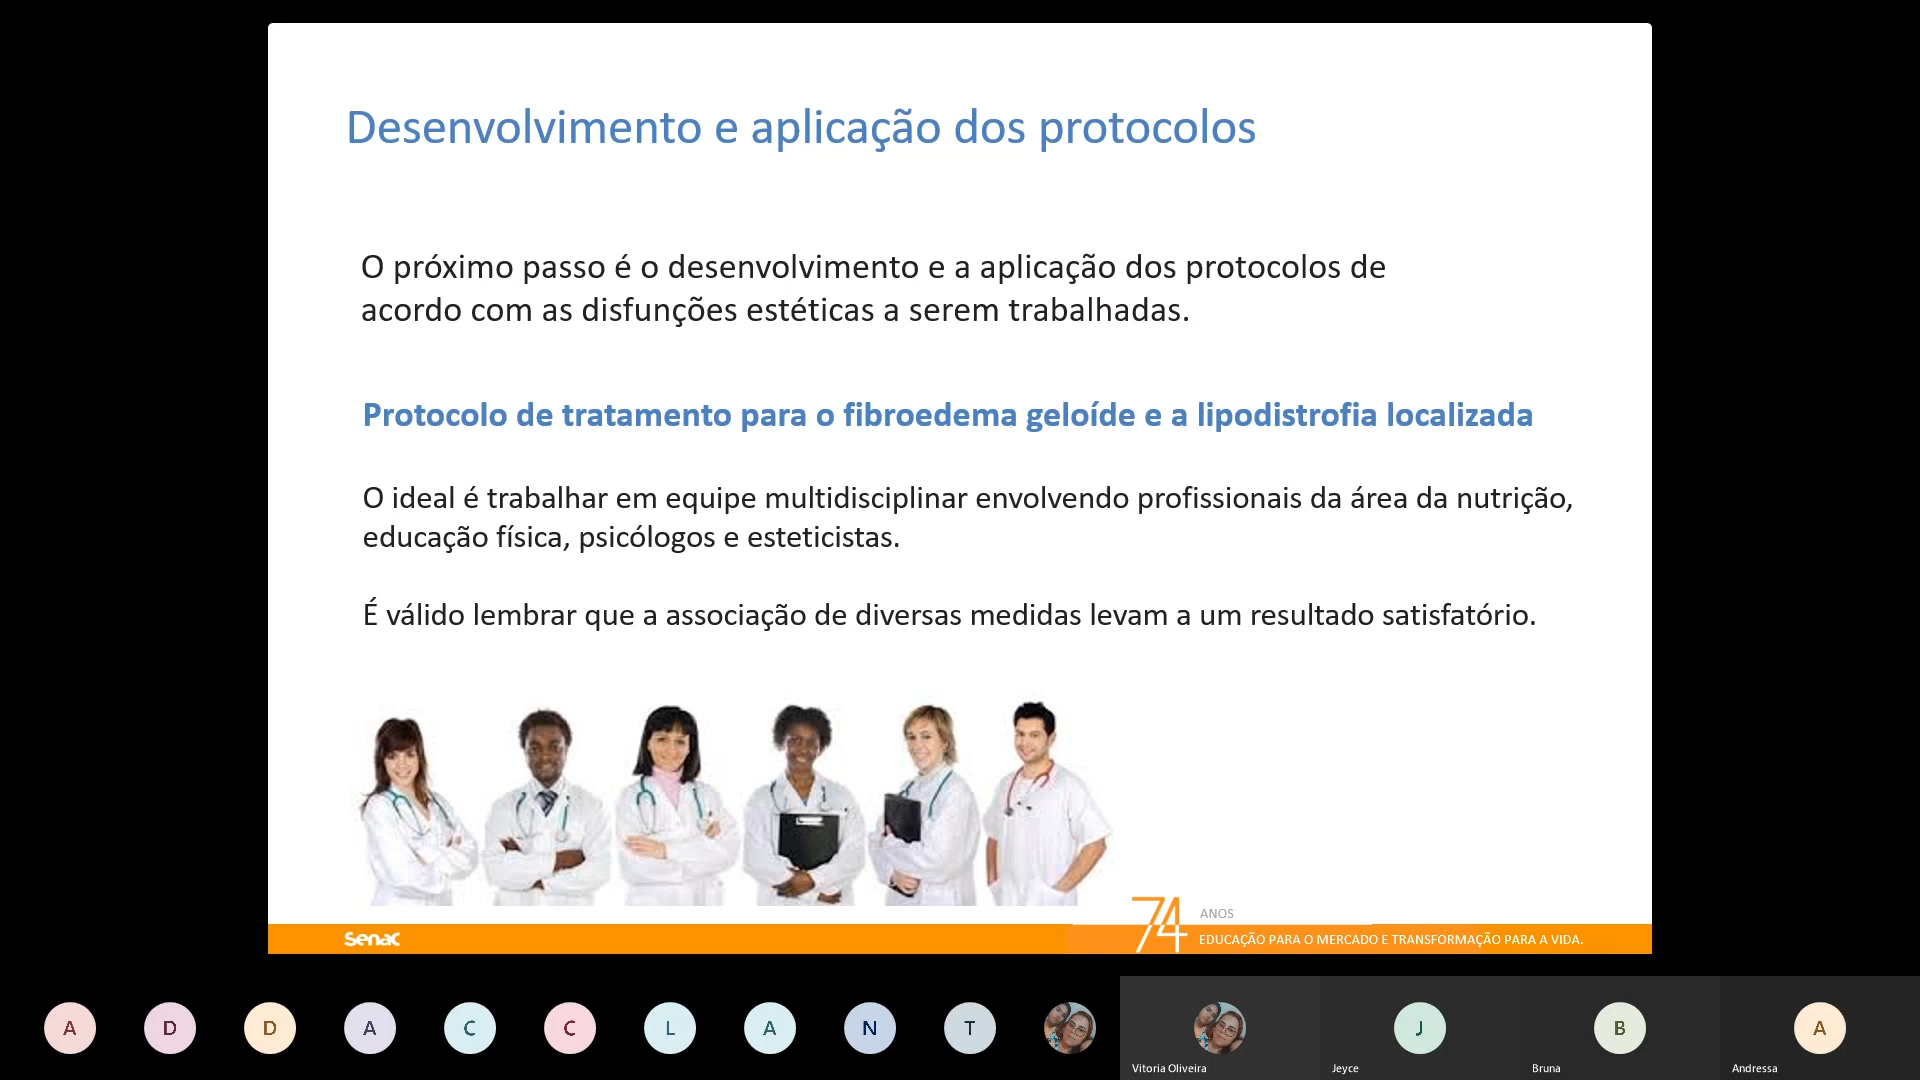 Desenvolvimento e aplicação dos protocolos
O próximo passo é o desenvolvimento e a aplicação dos protocolos de
acordo com as disfunções estéticas a serem trabalhadas.
Protocolo de tratamento para o fibroedema geloíde e a lipodistrofia localizada
O ideal é trabalhar em equipe multidisciplinar envolvendo profissionais da área da nutrição,
educação física, psicólogos e esteticistas.
É válido lembrar que a associação de diversas medidas levam a um resultado satisfatório.
74 ANOS
senac
EDUCAÇÃO PARA O MERCADO E TRANSFORMAÇÃO PARA A VIDA.
A D D A C C L A N T J B A
Vitoria Oliveira Jeyce Bruna Andressa